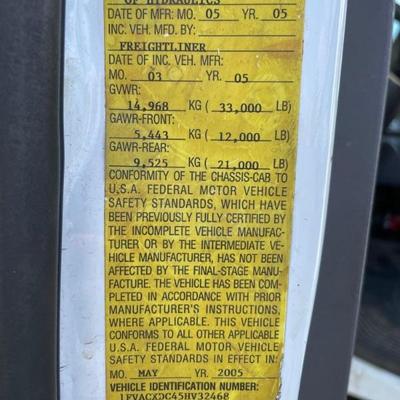 OF HYDRAULICS
DATE OF MFR: MO. 05 YR. 05
INC. VEH. MFD. BY:
FREIGHTLINER
DATE OF INC. VEH. MFR:
MO. 03 YR. 05
GVWR:
14,968 KG ( 33,000 LB)
GAWR-FRONT:
5,443 KG ( 12,000 LB)
GAWR-REAR:
9,525 KG ( 21,000 LB)
CONFORMITY OF THE CHASSIS-CAB TO
U.S.A. FEDERAL MOTOR VEHICLE
SAFETY STANDARDS, WHICH HAVE
BEEN PREVIOUSLY FULLY CERTIFIED BY
THE INCOMPLETE VEHICLE MANUFAC-
TURER OR BY THE INTERMEDIATE VE-
HICLE MANUFACTURER, HAS NOT BEEN
AFFECTED BY THE FINAL-STAGE MANU-
FACTURE. THE VEHICLE HAS BEEN COM-
PLETED IN ACCORDANCE WITH PRIOR
MANUFACTURER'S INSTRUCTIONS,
WHERE APPLICABLE. THIS VEHICLE
CONFORMS TO ALL OTHER APPLICABLE
U.S.A. FEDERAL MOTOR VEHICLE
SAFETY STANDARDS IN EFFECT IN:
MO. MAY YR. 2005
VEHICLE IDENTIFICATION NUMBER:
1FVACXDC45HV32468